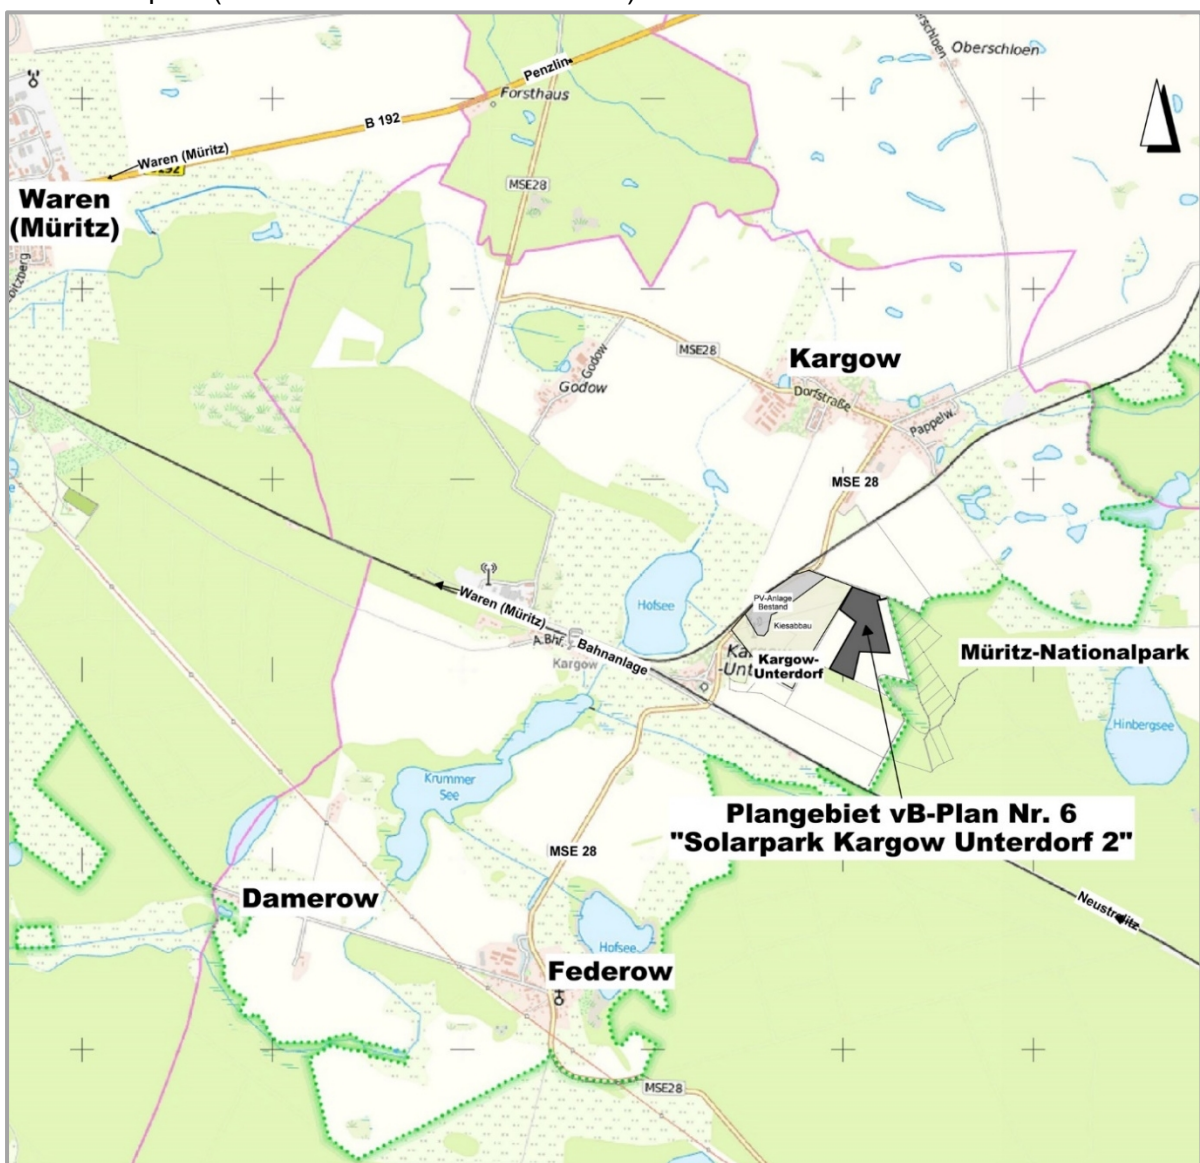 Oberschloen
Penzlin
Forsthaus
B 192
Waren (Müritz)
MSE28
Waren
(Müritz)
MSE28
Kargow
Godow
Godow
Dorfstraße
Pappelw.
MSE 28
Hofsee
Waren (Müritz)
PV-Anlage
Bestand
Kiesabbau
A.Bhf.
Bahnanlage
Kargow
Kargow-
Unterdorf
Müritz-Nationalpark
Hinbergsee
Krummer
See
Plangebiet vB-Plan Nr. 6
"Solarpark Kargow Unterdorf 2"
MSE 28
Damerow
Neustrelitz
Hofsee
Federow
MSE28